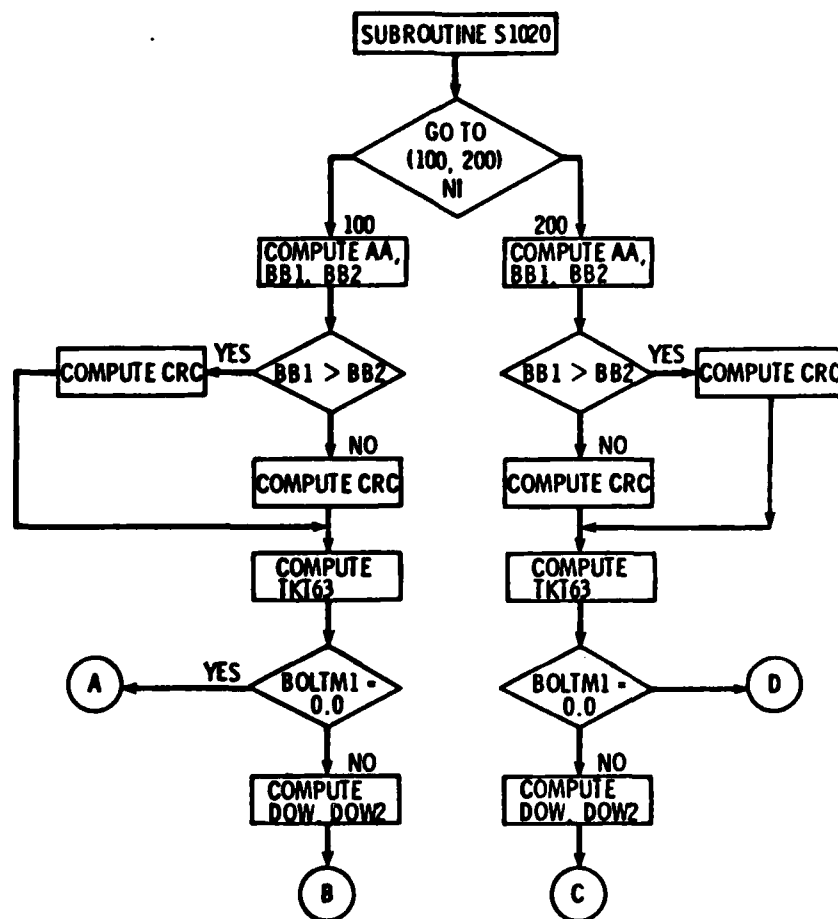 SUBROUTINE S1020
GO TO
(100, 200)
NI
100
COMPUTE AA,
BB1, BB2
200
COMPUTE AA,
BB1, BB2
YES
COMPUTE CRC
BB1 > BB2
BB1 > BB2
YES
COMPUTE CRC
NO
COMPUTE CRC
NO
COMPUTE CRC
COMPUTE
TKT63
COMPUTE
TKT63
A
YES
BOLTM1 =
0.0
BOLTM1 =
0.0
D
NO
COMPUTE
DOW, DOW2
NO
COMPUTE
DOW, DOW2
B
C